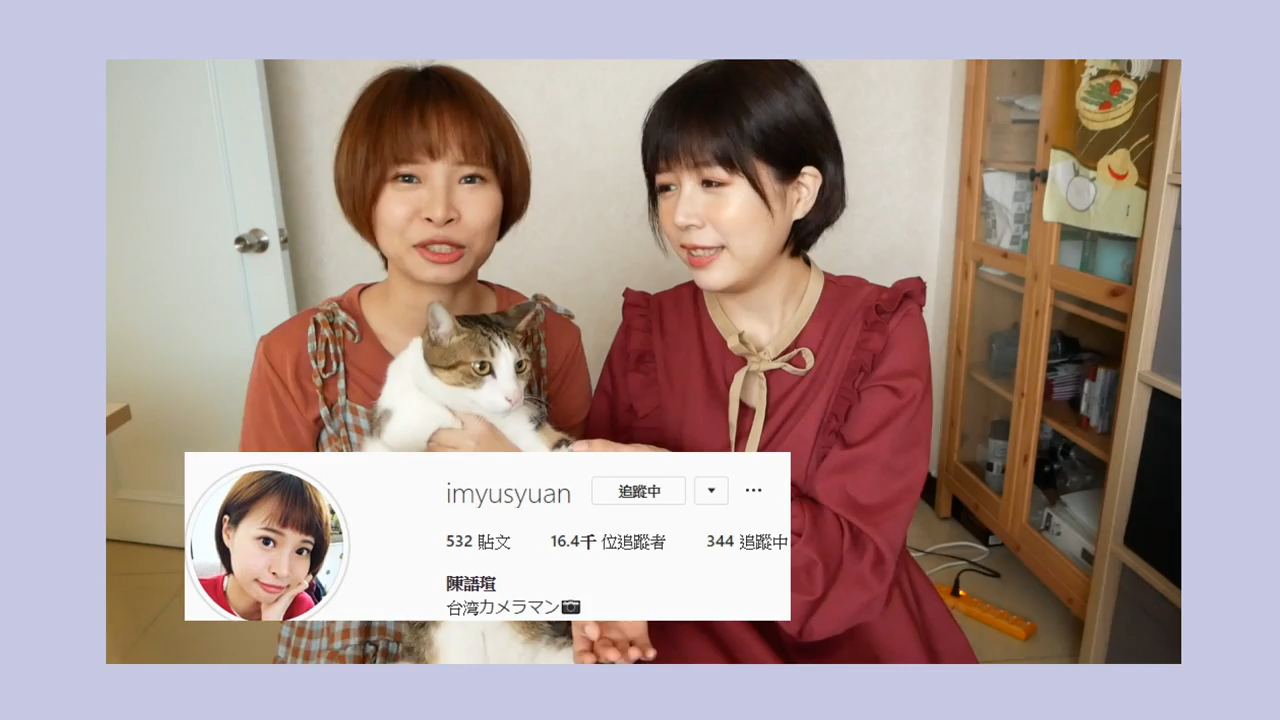 imyusyuan 追蹤中 ▼ ...
532 貼文 16.4千 位追蹤者 344 追蹤中
陳語瑄
台湾カメラマン📷